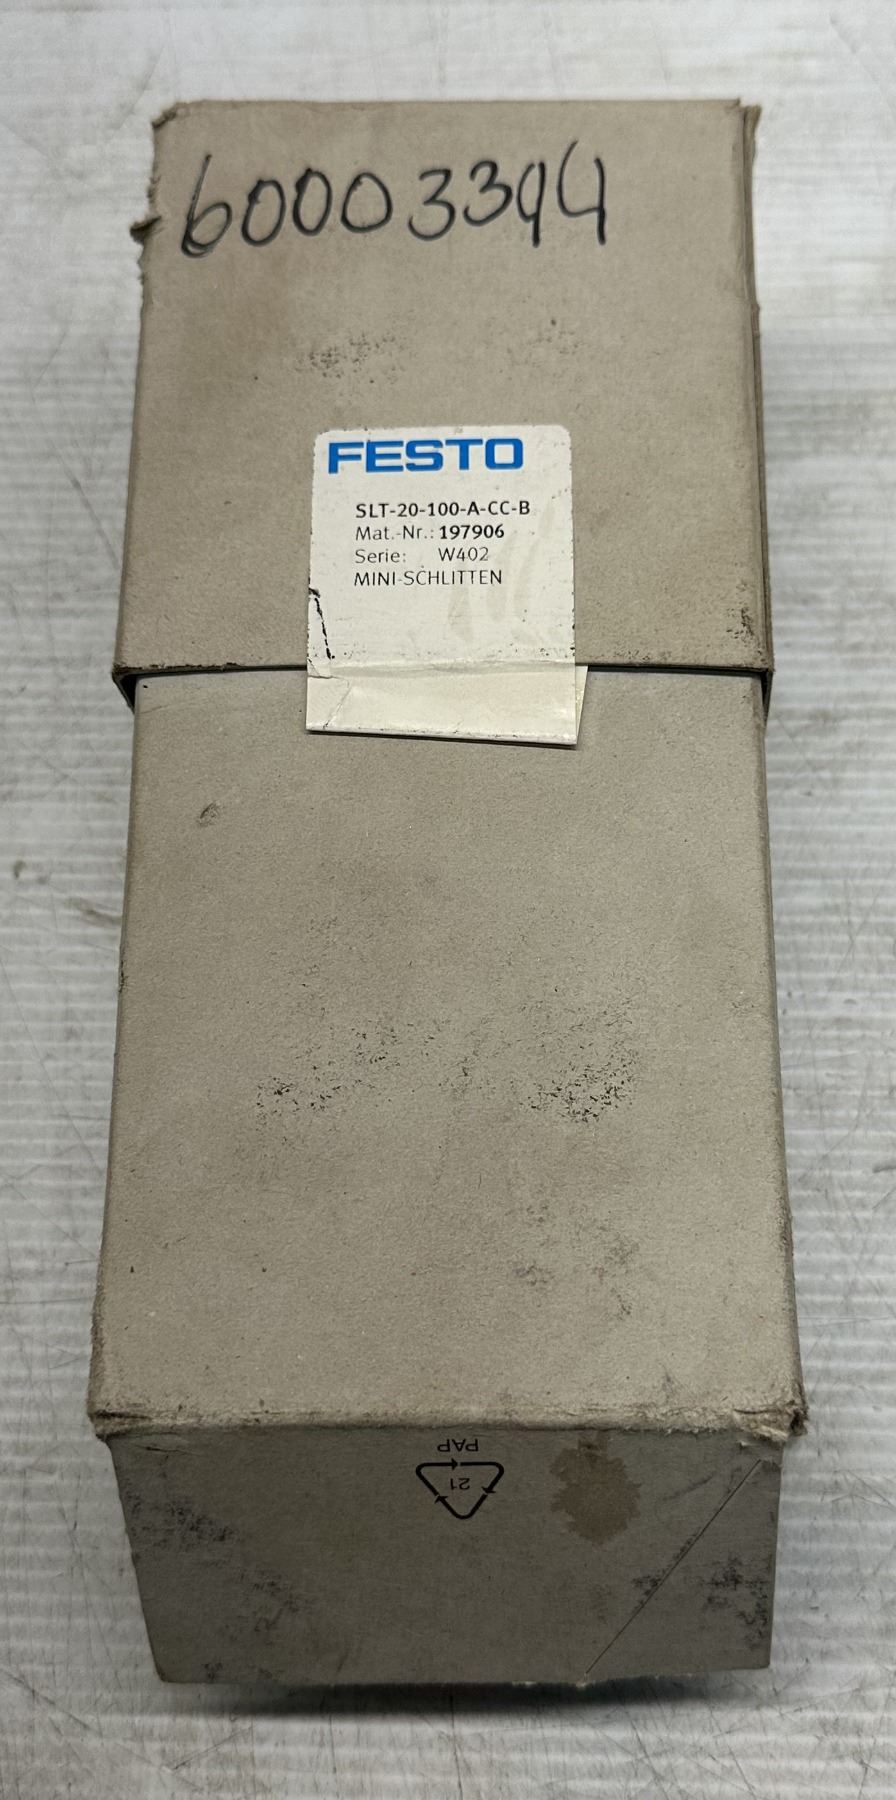 60003394
FESTO
SLT-20-100-A-CC-B
Mat.-Nr.: 197906
Serie: W402
MINI-SCHLITTEN
PAP
21